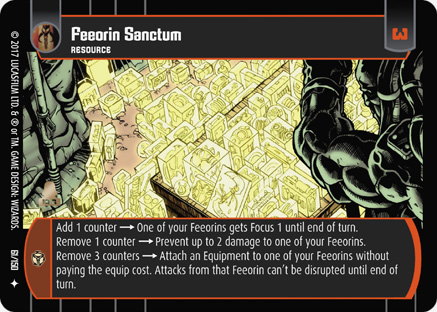 Feeorin Sanctum
RESOURCE
© 2017 LUCASFILM LTD. & ® or TM. GAME DESIGN: WIZARDS.
Add 1 counter → One of your Feeorins gets Focus 1 until end of turn.
Remove 1 counter → Prevent up to 2 damage to one of your Feeorins.
Remove 3 counters → Attach an Equipment to one of your Feeorins without
paying the equip cost. Attacks from that Feeorin can't be disrupted until end of
turn.